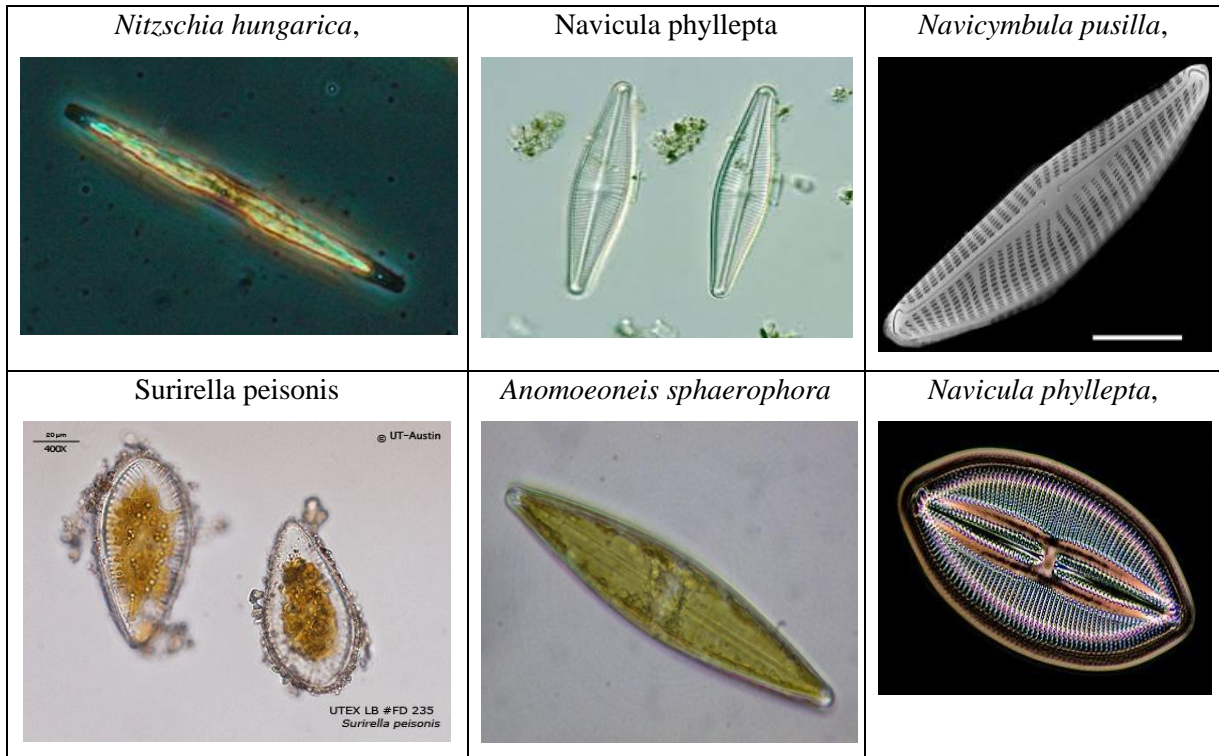 Nitzschia hungarica,
Navicula phyllepta
Navicymbula pusilla,
Surirella peisonis
Anomoeoneis sphaerophora
Navicula phyllepta,
20 µm
400X
© UT-Austin
UTEX LB #FD 235
Surirella peisonis